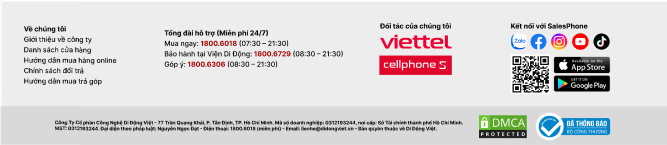 Về chúng tôi
Giới thiệu về công ty
Danh sách cửa hàng
Hướng dẫn mua hàng online
Chính sách đổi trả
Hướng dẫn mua trả góp
Tổng đài hỗ trợ (Miễn phí 24/7)
Mua ngay: 1800.6018 (07:30 – 21:30)
Bảo hành tại Viện Di Động: 1800.6729 (08:30 – 21:30)
Góp ý: 1800.6306 (08:30 – 21:30)
Đối tác của chúng tôi
viettel
cellphone S
Kết nối với SalesPhone
Zalo
Available on the
App Store
GET IT ON
Google Play
Công Ty Cổ phần Công Nghệ Di Động Việt - 77 Trần Quang Khải, P. Tân Định, TP. Hồ Chí Minh. Mã số doanh nghiệp: 0312193244, nơi cấp: Sở Tài chính thành phố Hồ Chí Minh.
MST: 0312193244. Đại diện theo pháp luật: Nguyễn Ngọc Đạt - Điện thoại: 1800.6018 (miễn phí) - Email: lienhe@didongviet.vn - Bản quyền thuộc về Di Động Việt.
DMCA
PROTECTED
ĐÃ THÔNG BÁO
BỘ CÔNG THƯƠNG